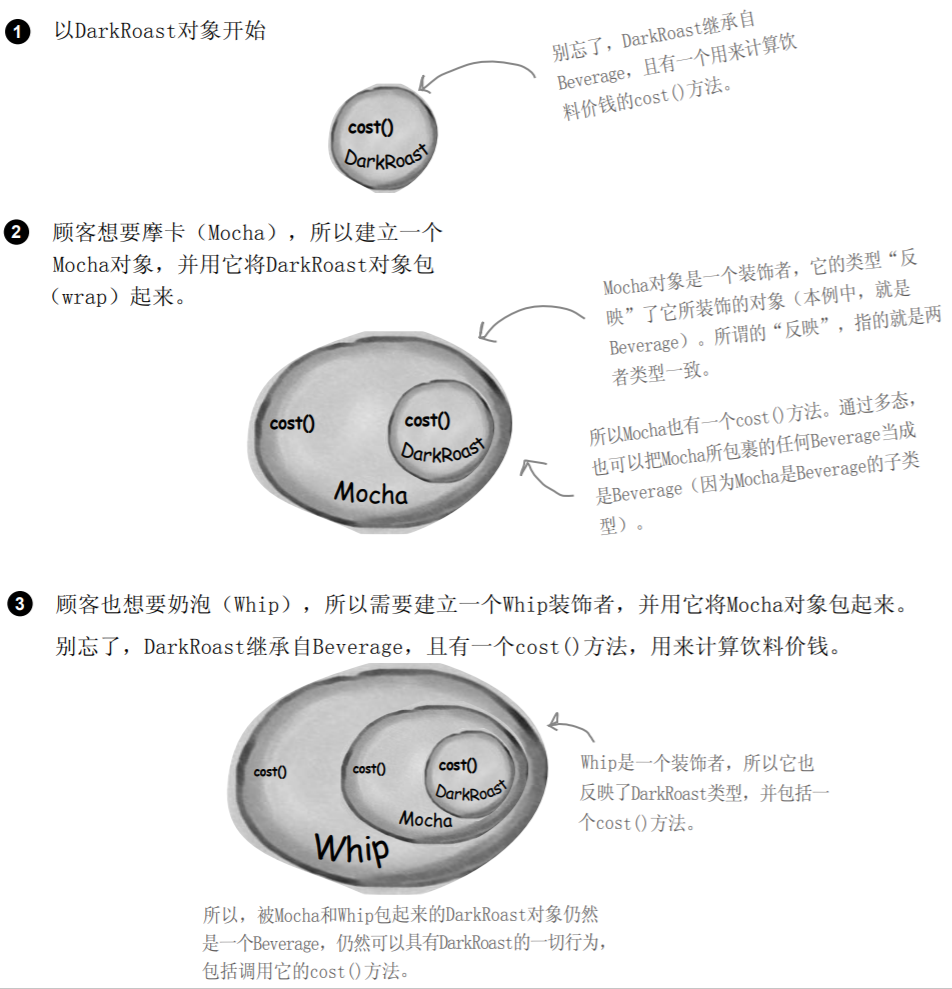 1 以DarkRoast对象开始
别忘了，DarkRoast继承自
Beverage，且有一个用来计算饮
料价钱的cost()方法。
cost()
DarkRoast
2 顾客想要摩卡（Mocha），所以建立一个
Mocha对象，并用它将DarkRoast对象包
（wrap）起来。
Mocha对象是一个装饰者，它的类型“反
映”了它所装饰的对象（本例中，就是
Beverage）。所谓的“反映”，指的就是两
者类型一致。
cost()
cost()
DarkRoast
Mocha
所以Mocha也有一个cost()方法。通过多态，
也可以把Mocha所包裹的任何Beverage当成
是Beverage（因为Mocha是Beverage的子类
型）。
3 顾客也想要奶泡（Whip），所以需要建立一个Whip装饰者，并用它将Mocha对象包起来。
别忘了，DarkRoast继承自Beverage，且有一个cost()方法，用来计算饮料价钱。
cost()
cost()
cost()
DarkRoast
Mocha
Whip
Whip是一个装饰者，所以它也
反映了DarkRoast类型，并包括一
个cost()方法。
所以，被Mocha和Whip包起来的DarkRoast对象仍然
是一个Beverage，仍然可以具有DarkRoast的一切行为，
包括调用它的cost()方法。